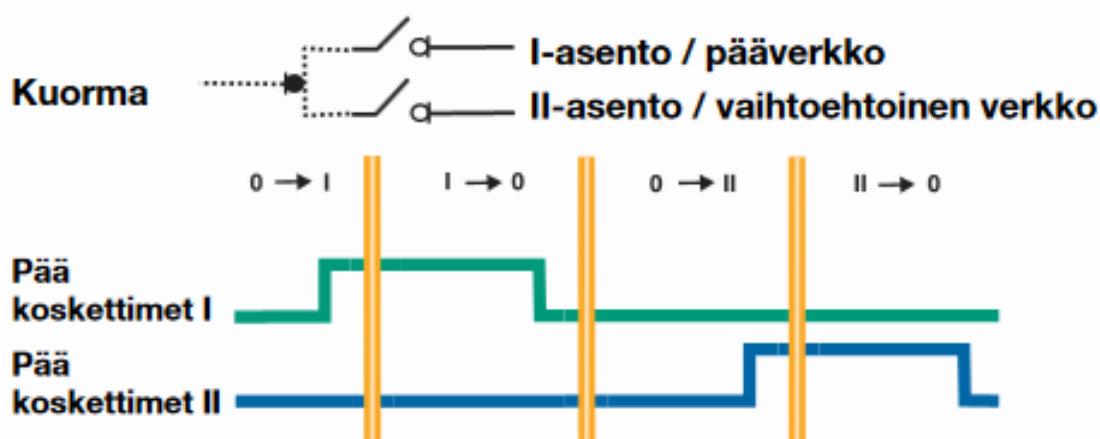 I-asento / pääverkko
Kuorma
II-asento / vaihtoehtoinen verkko
0 → I
I → 0
0 → II
II → 0
Pää
koskettimet I
Pää
koskettimet II